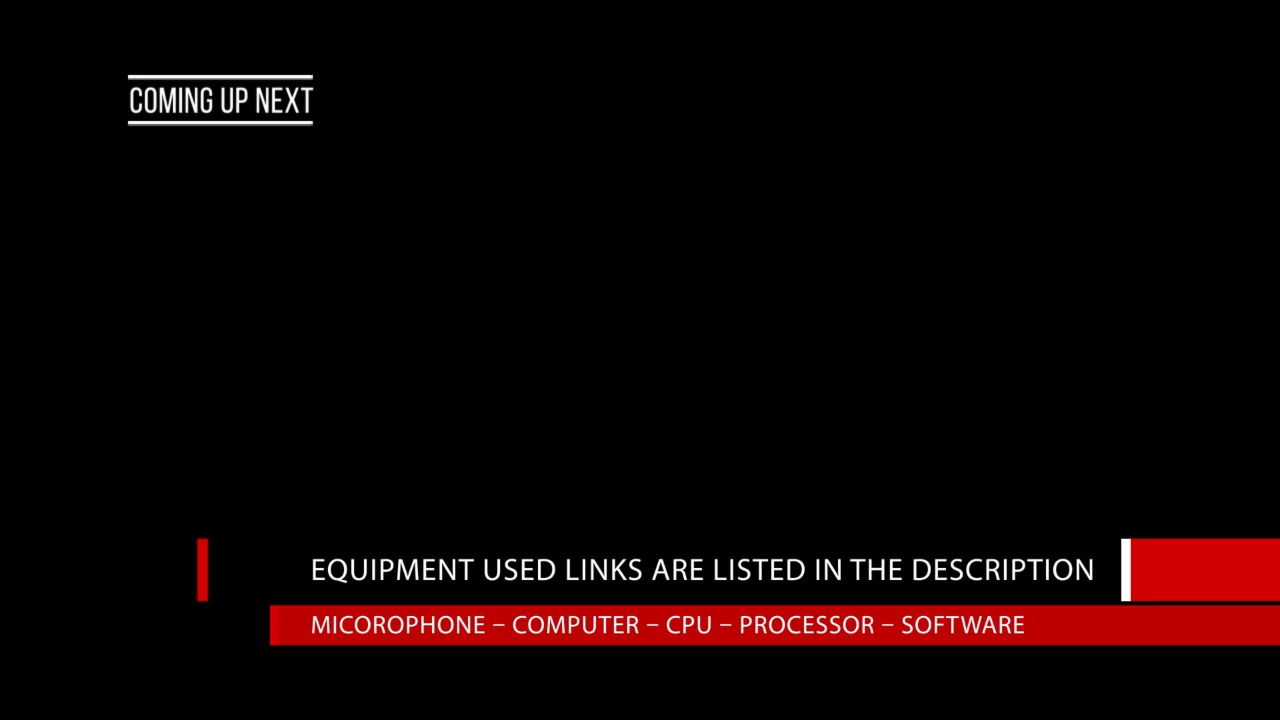 COMING UP NEXT
EQUIPMENT USED LINKS ARE LISTED IN THE DESCRIPTION
MICOROPHONE – COMPUTER – CPU – PROCESSOR – SOFTWARE